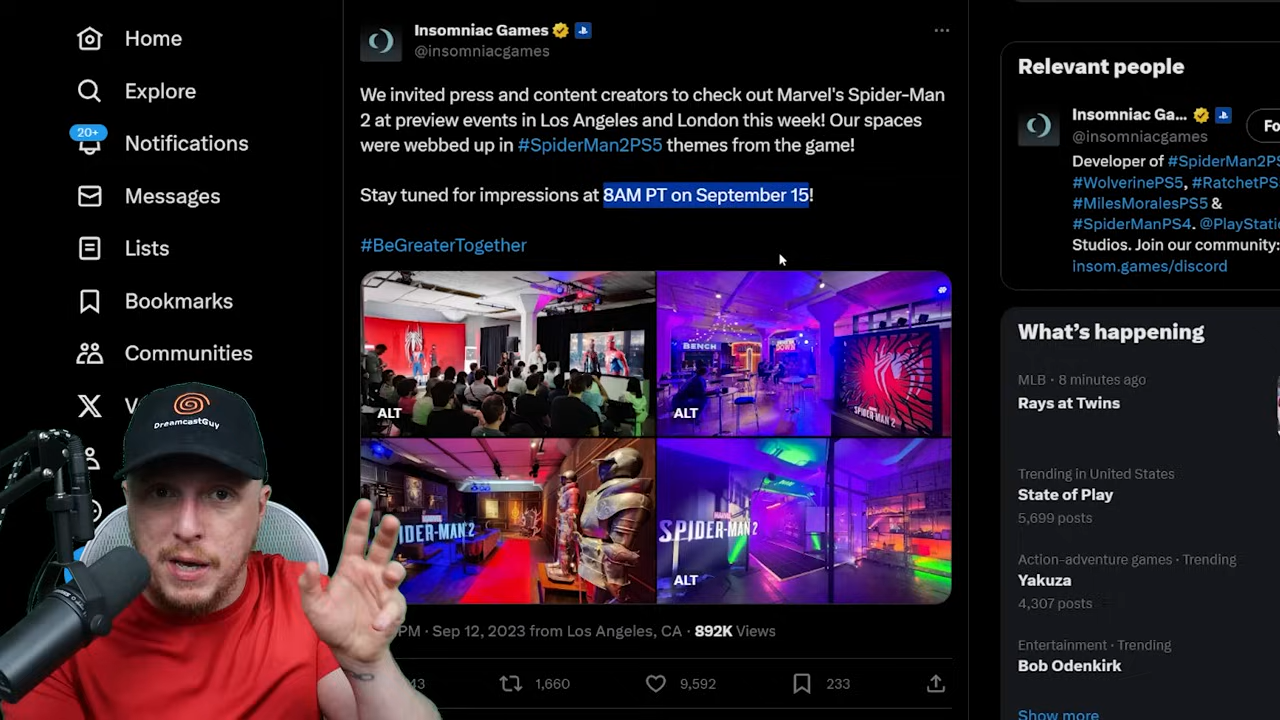 Home
Explore
20+
Notifications
Messages
Lists
Bookmarks
Communities
DreamcastGuy
Insomniac Games
@insomniacgames
We invited press and content creators to check out Marvel's Spider-Man
2 at preview events in Los Angeles and London this week! Our spaces
were webbed up in #SpiderMan2PS5 themes from the game!
Stay tuned for impressions at 8AM PT on September 15!
#BeGreaterTogether
ALT
BENCH
SPIDER-MAN 2
ALT
IDER-MAN 2
MARVEL
SPIDER-MAN 2
ALT
PM · Sep 12, 2023 from Los Angeles, CA · 892K Views
43
1,660
9,592
233
Relevant people
Insomniac Ga...
Fo
@insomniacgames
Developer of #SpiderMan2PS
#WolverinePS5, #RatchetPS
#MilesMoralesPS5 &
#SpiderManPS4. @PlayStati
Studios. Join our community:
insom.games/discord
What's happening
MLB · 8 minutes ago
Rays at Twins
Trending in United States
State of Play
5,699 posts
Action-adventure games · Trending
Yakuza
4,307 posts
Entertainment · Trending
Bob Odenkirk
Show more